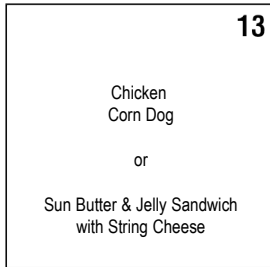 13
Chicken
Corn Dog
or
Sun Butter & Jelly Sandwich
with String Cheese